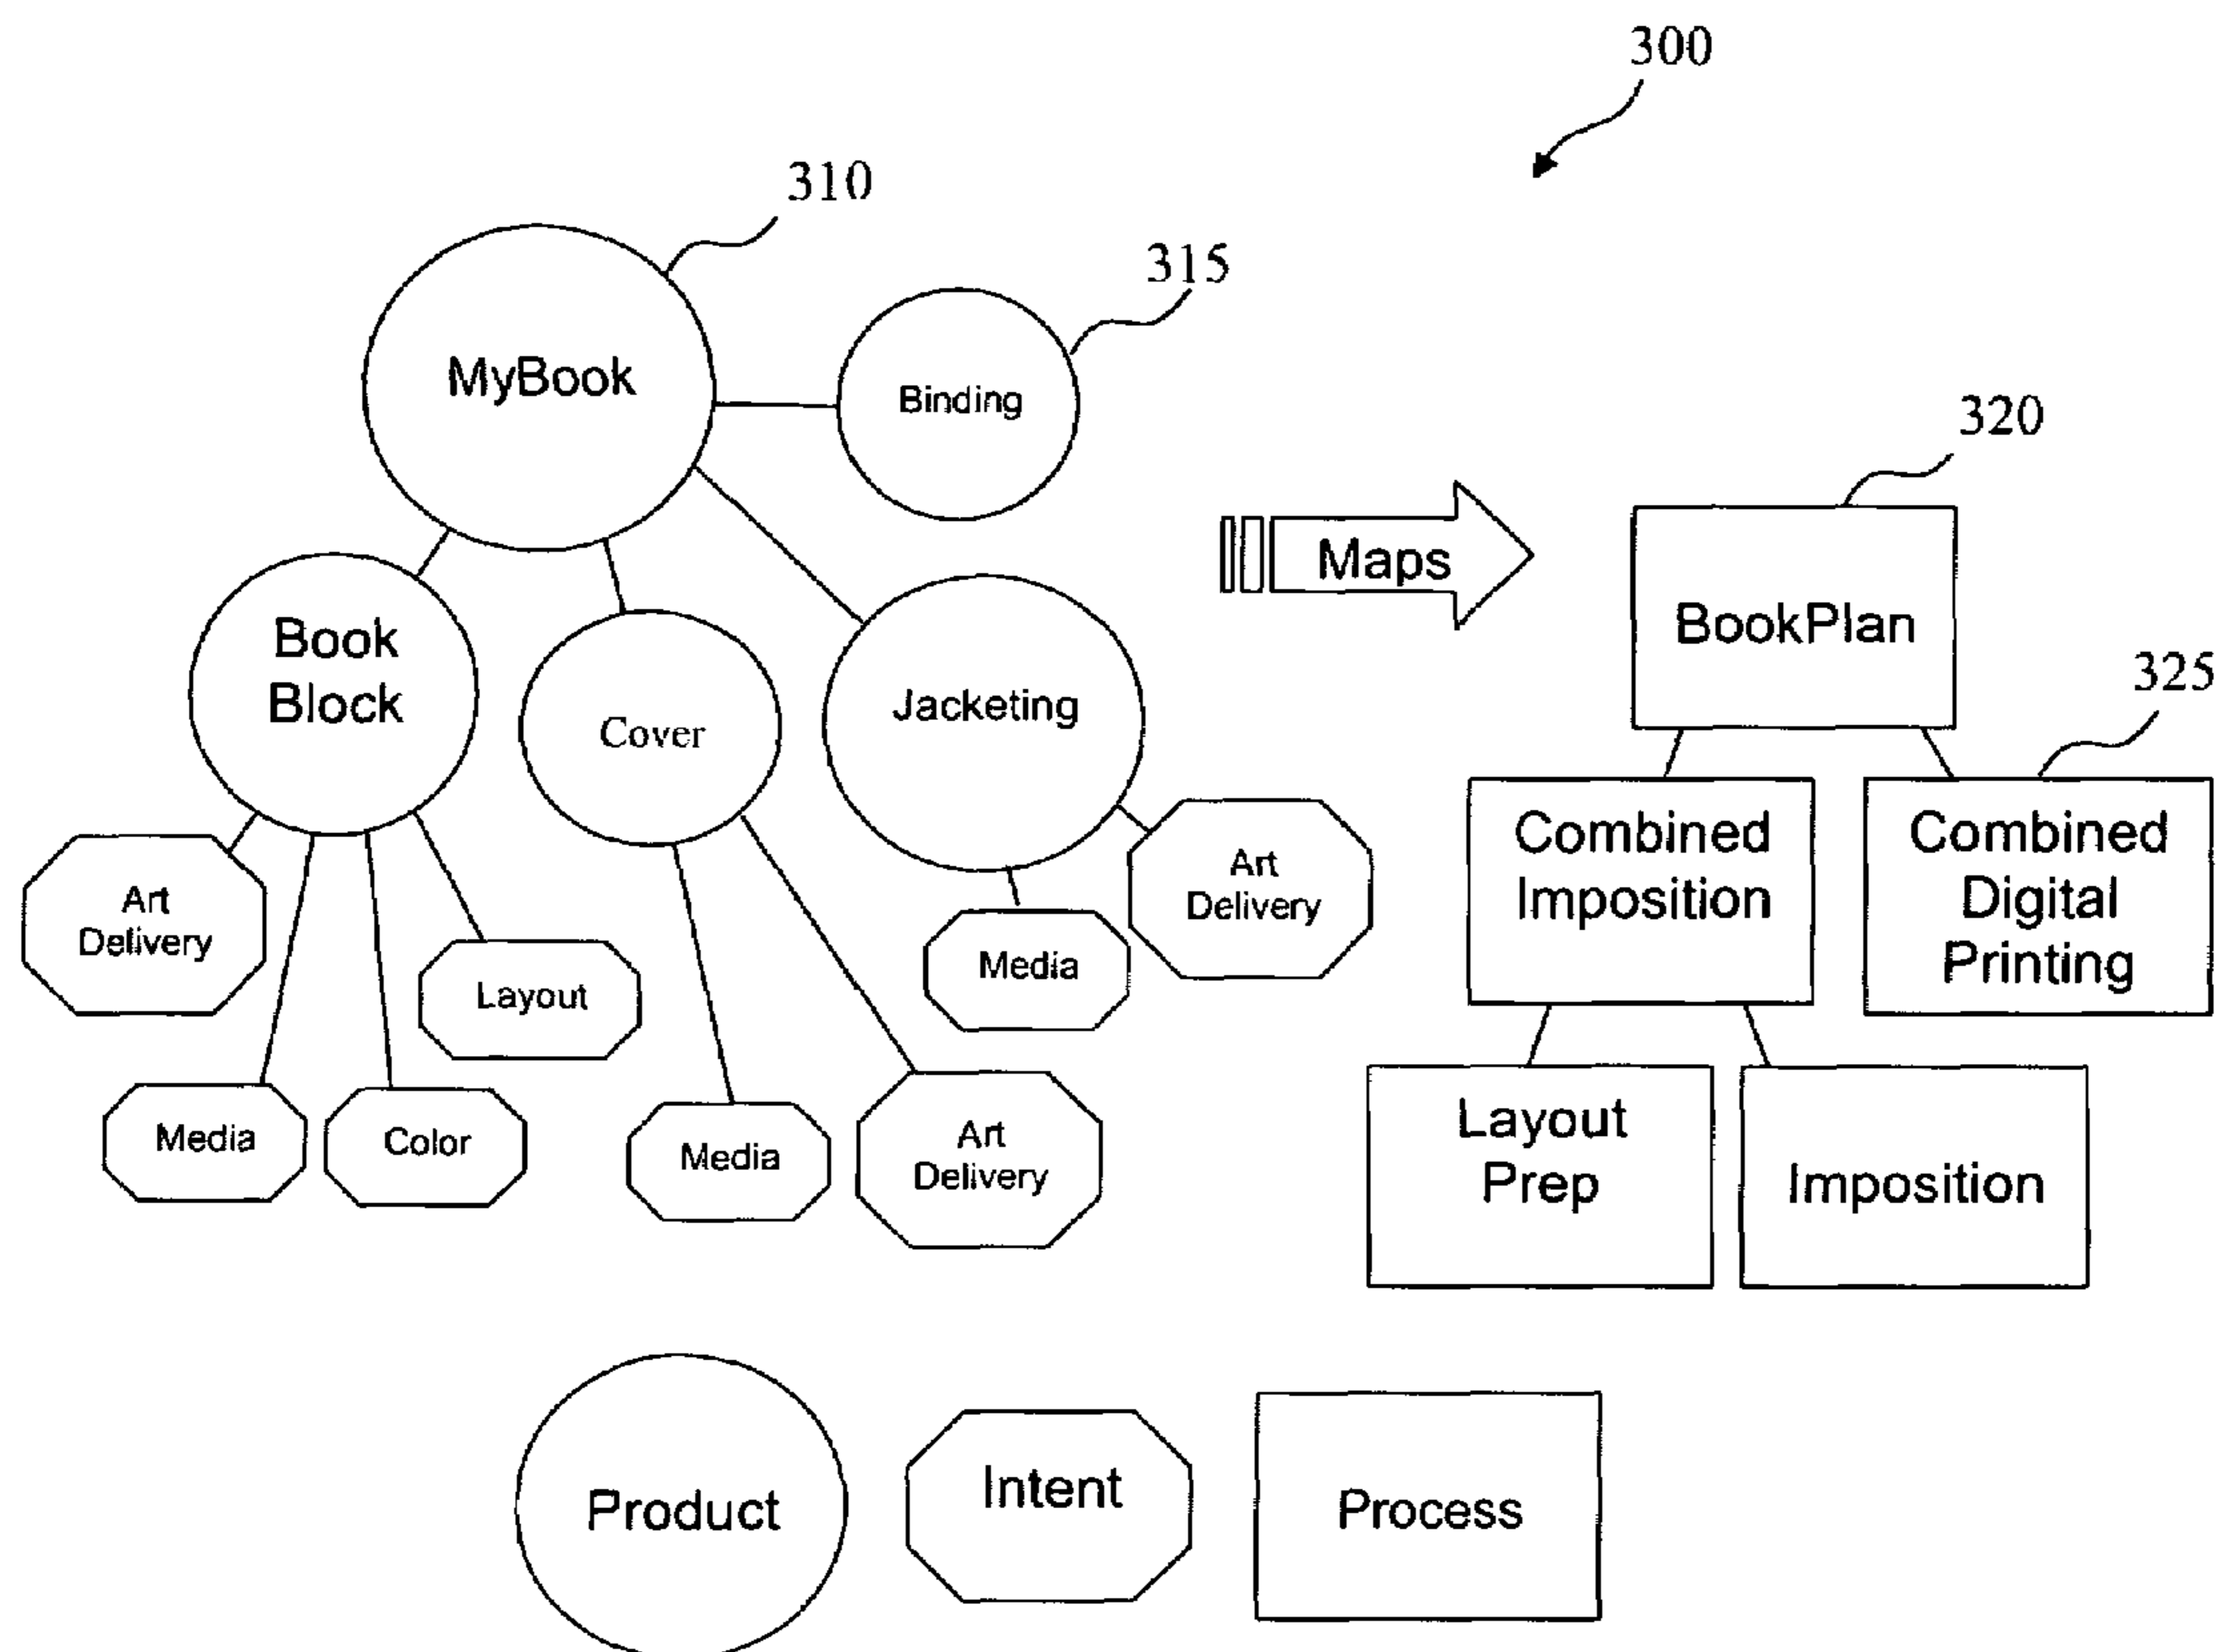 300
310
315
MyBook
Binding
320
Maps
BookPlan
Book
Block
Cover
Jacketing
325
Combined
Imposition
Combined
Digital
Printing
Art
Delivery
Art
Delivery
Media
Layout
Media
Color
Media
Art
Delivery
Layout
Prep
Imposition
Product
Intent
Process